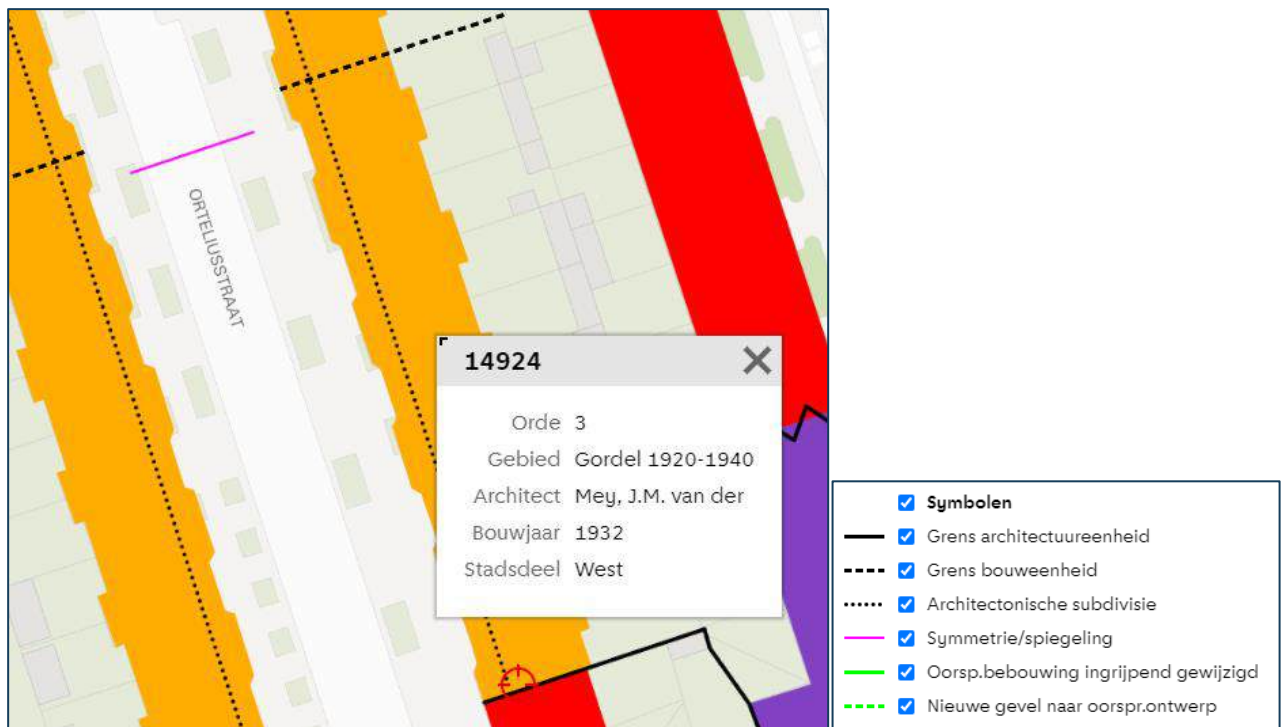 ORTELIUSSTRAAT
14924
Orde 3
Gebied Gordel 1920-1940
Architect Mey, J.M. van der
Bouwjaar 1932
Stadsdeel West
Symbolen
Grens architectuureenheid
Grens bouweenheid
Architectonische subdivisie
Symmetrie/spiegeling
Oorsp.bebouwing ingrijpend gewijzigd
Nieuwe gevel naar oorspr.ontwerp